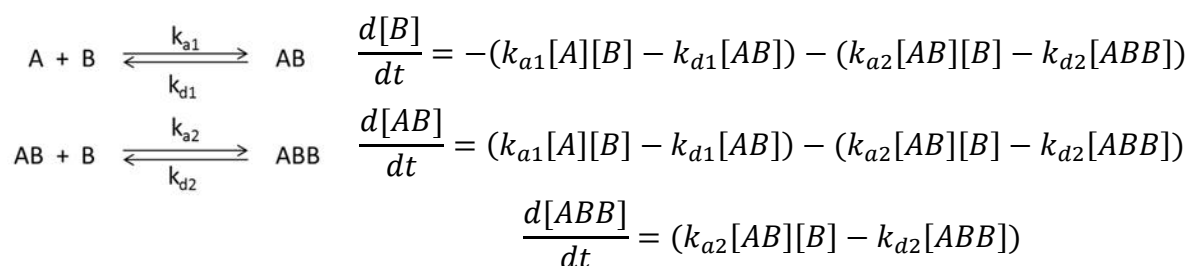 A + B ⇌ AB
k_a1
k_d1
d[B]/dt = −(k_a1[A][B] − k_d1[AB]) − (k_a2[AB][B] − k_d2[ABB])
AB + B ⇌ ABB
k_a2
k_d2
d[AB]/dt = (k_a1[A][B] − k_d1[AB]) − (k_a2[AB][B] − k_d2[ABB])
d[ABB]/dt = (k_a2[AB][B] − k_d2[ABB])